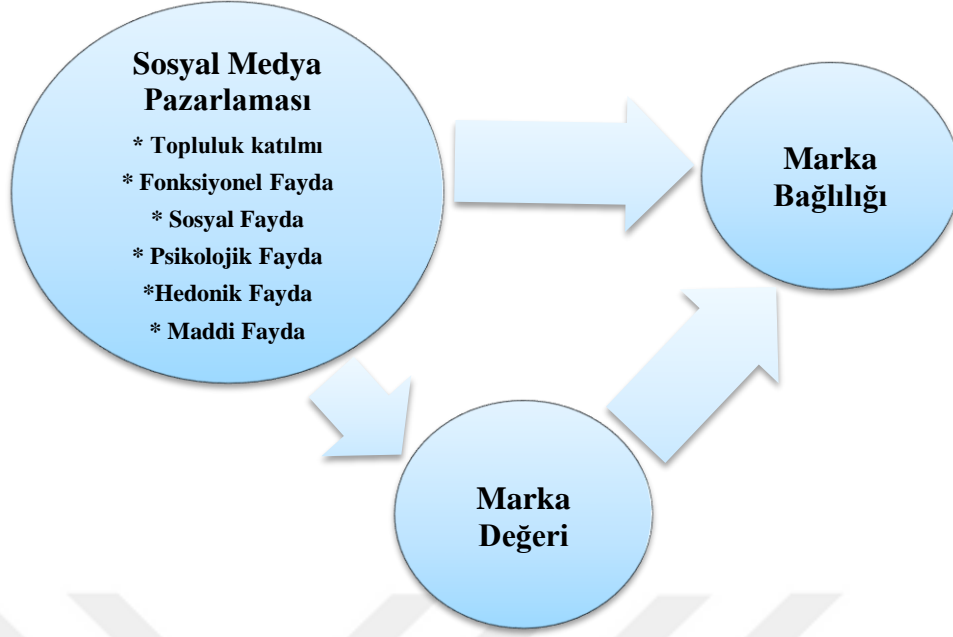 Sosyal Medya
Pazarlaması
* Topluluk katılmı
* Fonksiyonel Fayda
* Sosyal Fayda
* Psikolojik Fayda
*Hedonik Fayda
* Maddi Fayda
Marka
Bağlılığı
Marka
Değeri